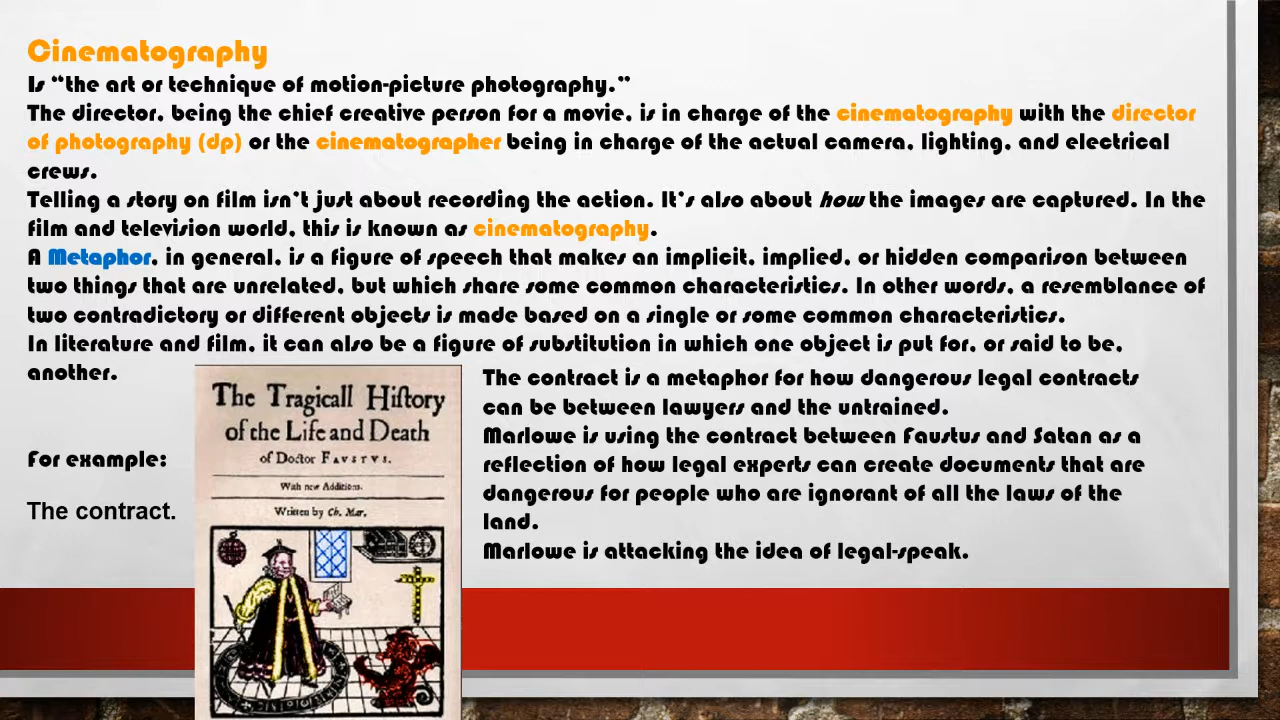 Cinematography
Is “the art or technique of motion-picture photography.”
The director, being the chief creative person for a movie, is in charge of the cinematography with the director
of photography (dp) or the cinematographer being in charge of the actual camera, lighting, and electrical
crews.
Telling a story on film isn’t just about recording the action. It’s also about how the images are captured. In the
film and television world, this is known as cinematography.
A Metaphor, in general, is a figure of speech that makes an implicit, implied, or hidden comparison between
two things that are unrelated, but which share some common characteristics. In other words, a resemblance of
two contradictory or different objects is made based on a single or some common characteristics.
In literature and film, it can also be a figure of substitution in which one object is put for, or said to be,
another.
For example:
The contract.
The Tragicall Hiſtory
of the Life and Death
of Doctor FAVSTVS.
With new Additions.
Written by Ch. Mar.
The contract is a metaphor for how dangerous legal contracts
can be between lawyers and the untrained.
Marlowe is using the contract between Faustus and Satan as a
reflection of how legal experts can create documents that are
dangerous for people who are ignorant of all the laws of the
land.
Marlowe is attacking the idea of legal-speak.